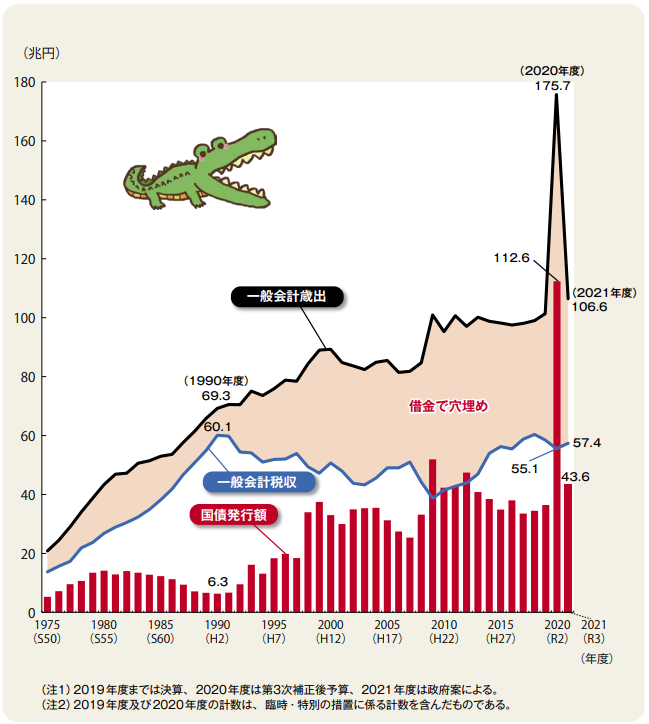 （兆円）
180
160
140
120
100
80
60
40
20
0
（2020年度）
175.7
112.6
（2021年度）
106.6
一般会計歳出
（1990年度）
69.3
60.1
借金で穴埋め
57.4
55.1
一般会計税収
43.6
国債発行額
6.3
1975 1980 1985 1990 1995 2000 2005 2010 2015 2020 2021
（S50） （S55） （S60） （H2） （H7） （H12） （H17） （H22） （H27） （R2） （R3）
（年度）
（注1）2019年度までは決算、2020年度は第3次補正後予算、2021年度は政府案による。
（注2）2019年度及び2020年度の計数は、臨時・特別の措置に係る計数を含んだものである。